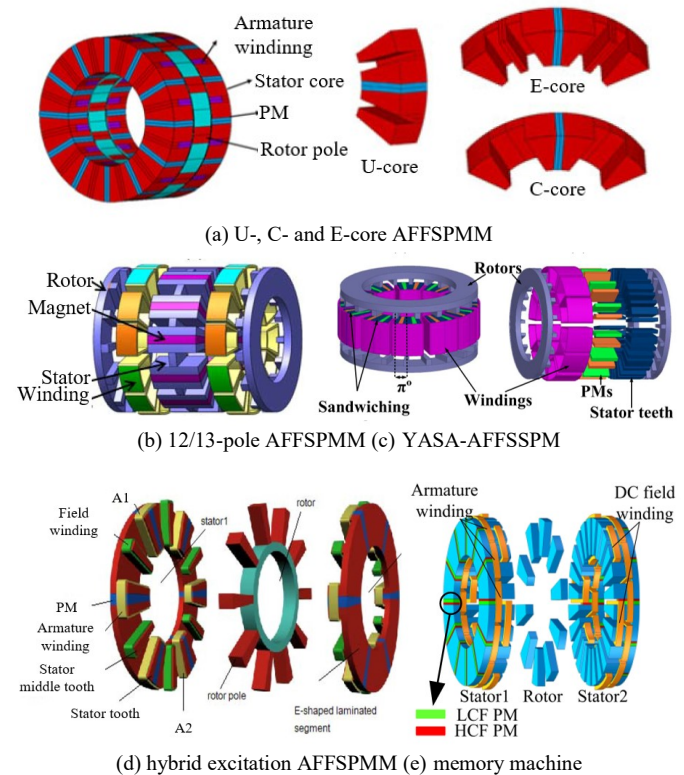 Armature
windinng
Stator core
PM
Rotor pole
U-core
E-core
C-core
(a) U-, C- and E-core AFFSPMM
Rotor
Magnet
Stator
Winding
Rotors
Sandwiching
π°
Windings
PMs
Stator teeth
(b) 12/13-pole AFFSPMM (c) YASA-AFFSSPM
A1
Field
winding
stator1
rotor
PM
Armature
winding
Stator
middle tooth
Stator tooth
A2
rotor pole
E-shaped laminated
segment
Armature
winding
DC field
winding
Stator1
Rotor
Stator2
LCF PM
HCF PM
(d) hybrid excitation AFFSPMM (e) memory machine